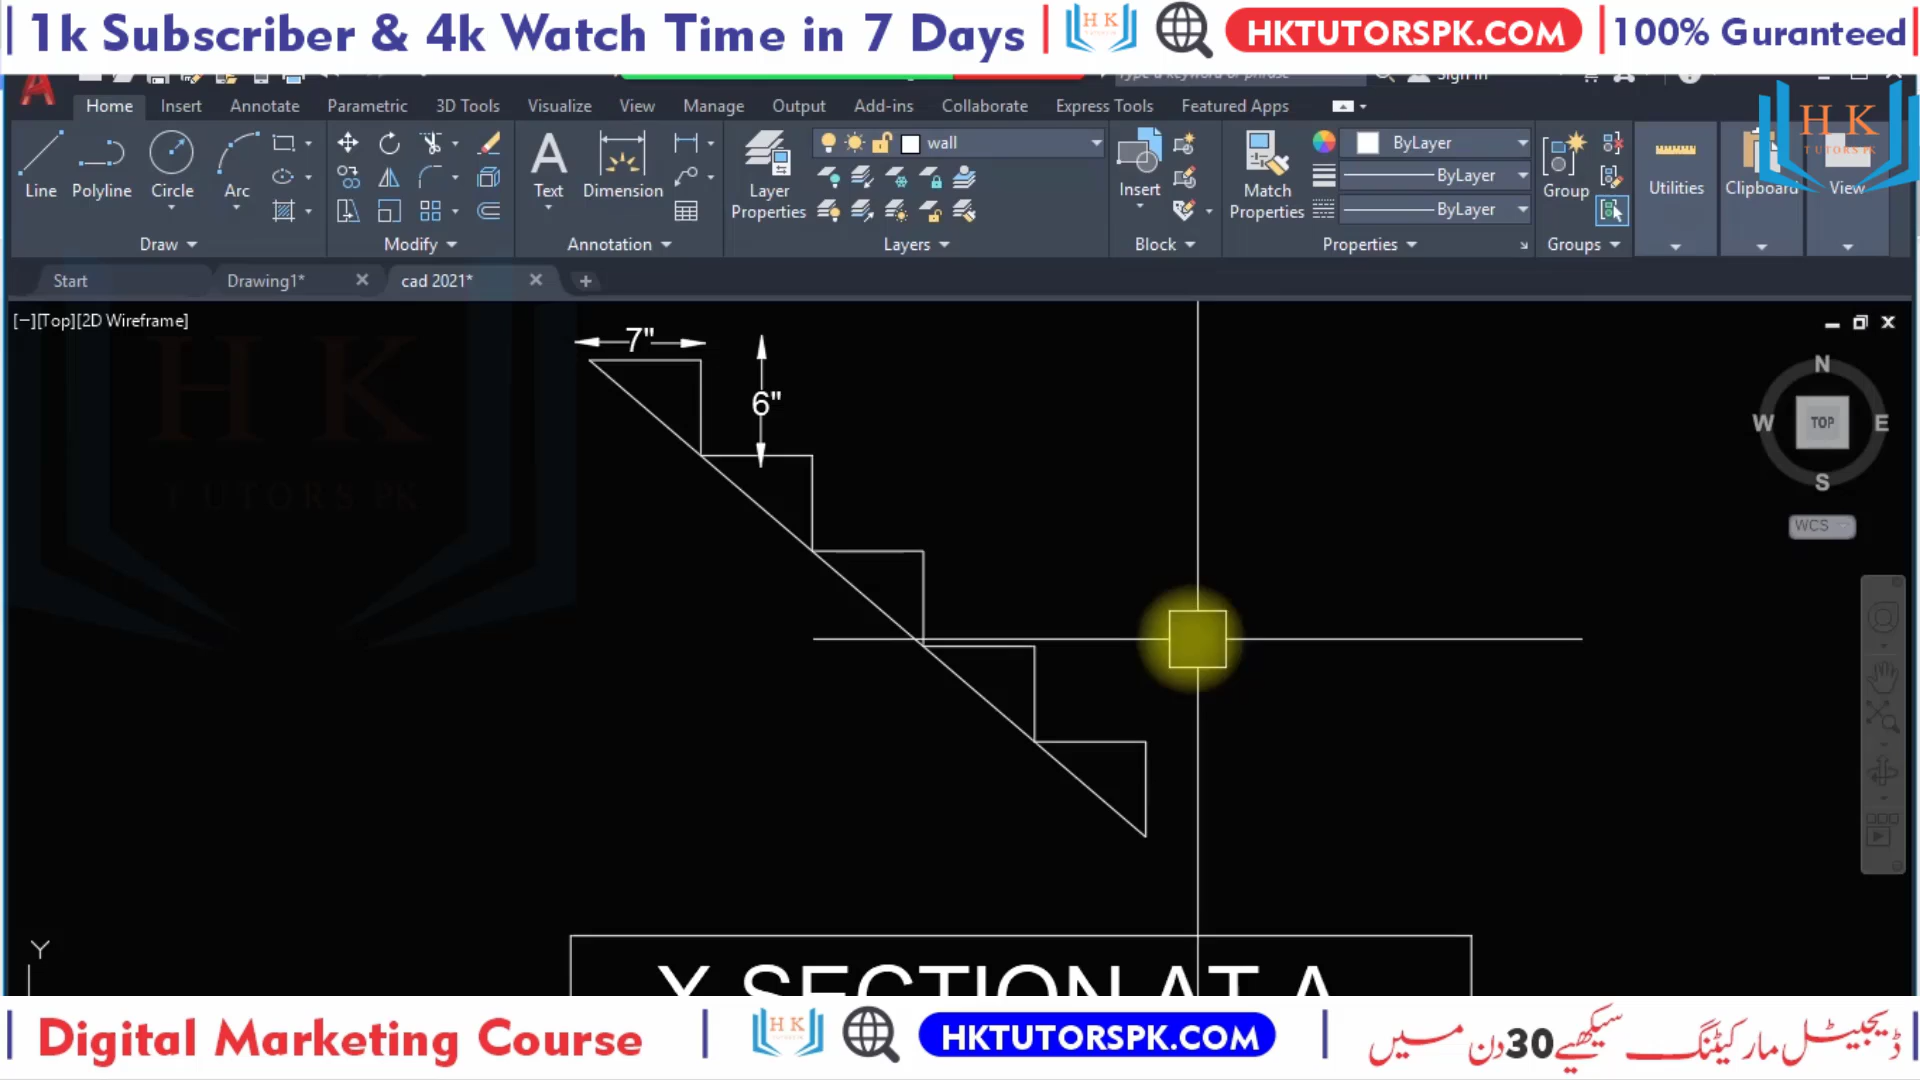 1k Subscriber & 4k Watch Time in 7 Days
H K
HKTUTORSPK.COM
100% Guranteed
Home Insert Annotate Parametric 3D Tools Visualize View Manage Output Add-ins Collaborate Express Tools Featured Apps
Line Polyline Circle Arc
Text Dimension
Layer Properties
wall
Insert
Match Properties
ByLayer
ByLayer
ByLayer
Group
Utilities
Clipboard
View
H K
TUTORS PK
Draw Modify Annotation Layers Block Properties Groups
Start Drawing1* cad 2021*
[−][Top][2D Wireframe]
H K
TUTORS PK
7"
6"
N
W TOP E
S
WCS
Y
Y SECTION AT A
Digital Marketing Course
H K
HKTUTORSPK.COM
ڈیجیٹل مارکیٹنگ سیکھیے 30 دن میں